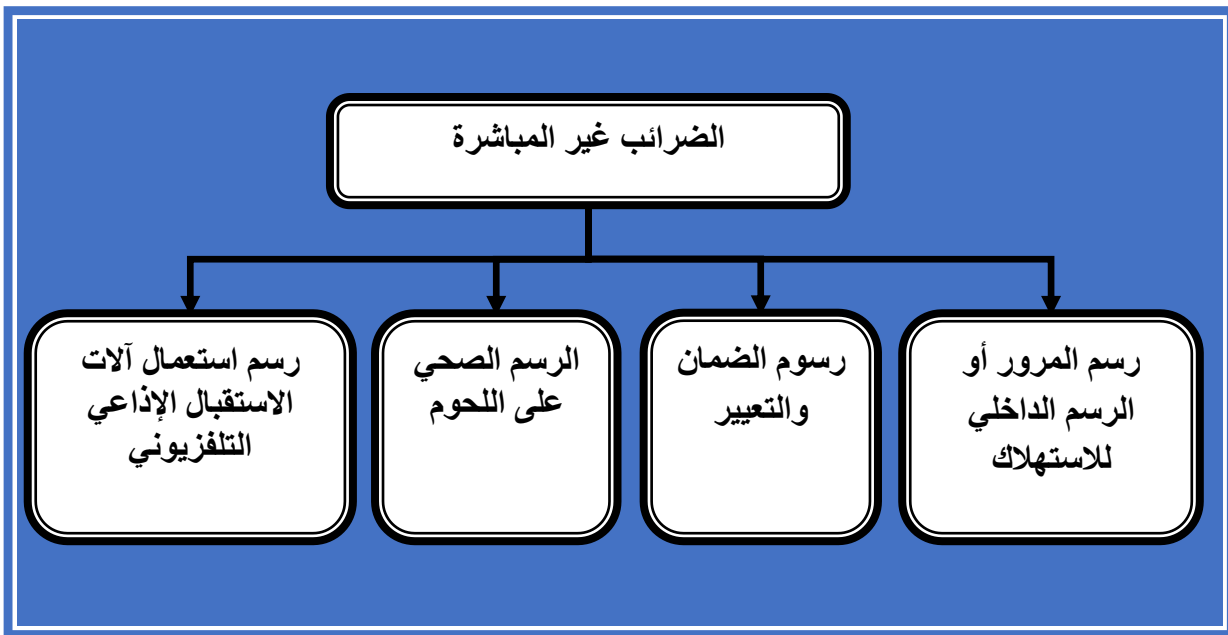 الضرائب غير المباشرة
رسم المرور أو
الرسم الداخلي
للاستهلاك
رسوم الضمان
والتعيير
الرسم الصحي
على اللحوم
رسم استعمال آلات
الاستقبال الإذاعي
التلفزيوني